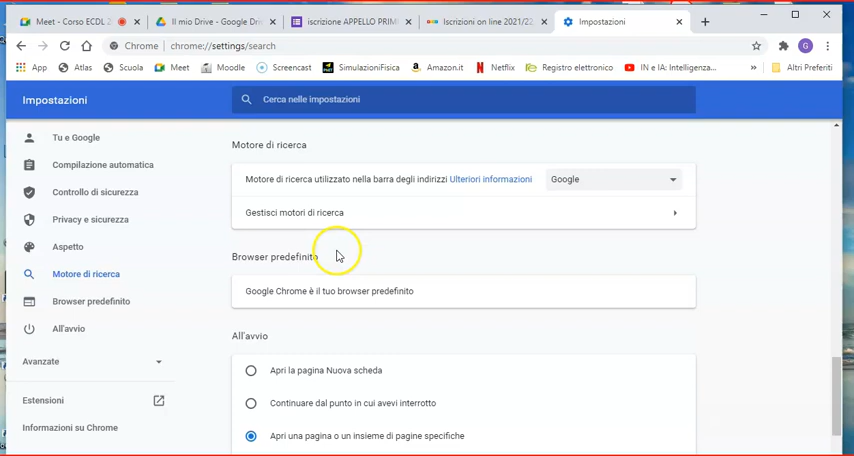 Meet - Corso ECDL 2
Il mio Drive - Google Dri
iscrizione APPELLO PRIM
Iscrizioni on line 2021/22
Impostazioni
Chrome | chrome://settings/search
G
App
Atlas
Scuola
Meet
Moodle
Screencast
SimulazioniFisica
Amazon.it
Netflix
Registro elettronico
IN e IA: Intelligenza...
»
Altri Preferiti
Impostazioni
Cerca nelle impostazioni
Tu e Google
Compilazione automatica
Controllo di sicurezza
Privacy e sicurezza
Aspetto
Motore di ricerca
Browser predefinito
All'avvio
Avanzate
Estensioni
Informazioni su Chrome
Motore di ricerca
Motore di ricerca utilizzato nella barra degli indirizzi Ulteriori informazioni
Google
Gestisci motori di ricerca
Browser predefinito
Google Chrome è il tuo browser predefinito
All'avvio
Apri la pagina Nuova scheda
Continuare dal punto in cui avevi interrotto
Apri una pagina o un insieme di pagine specifiche